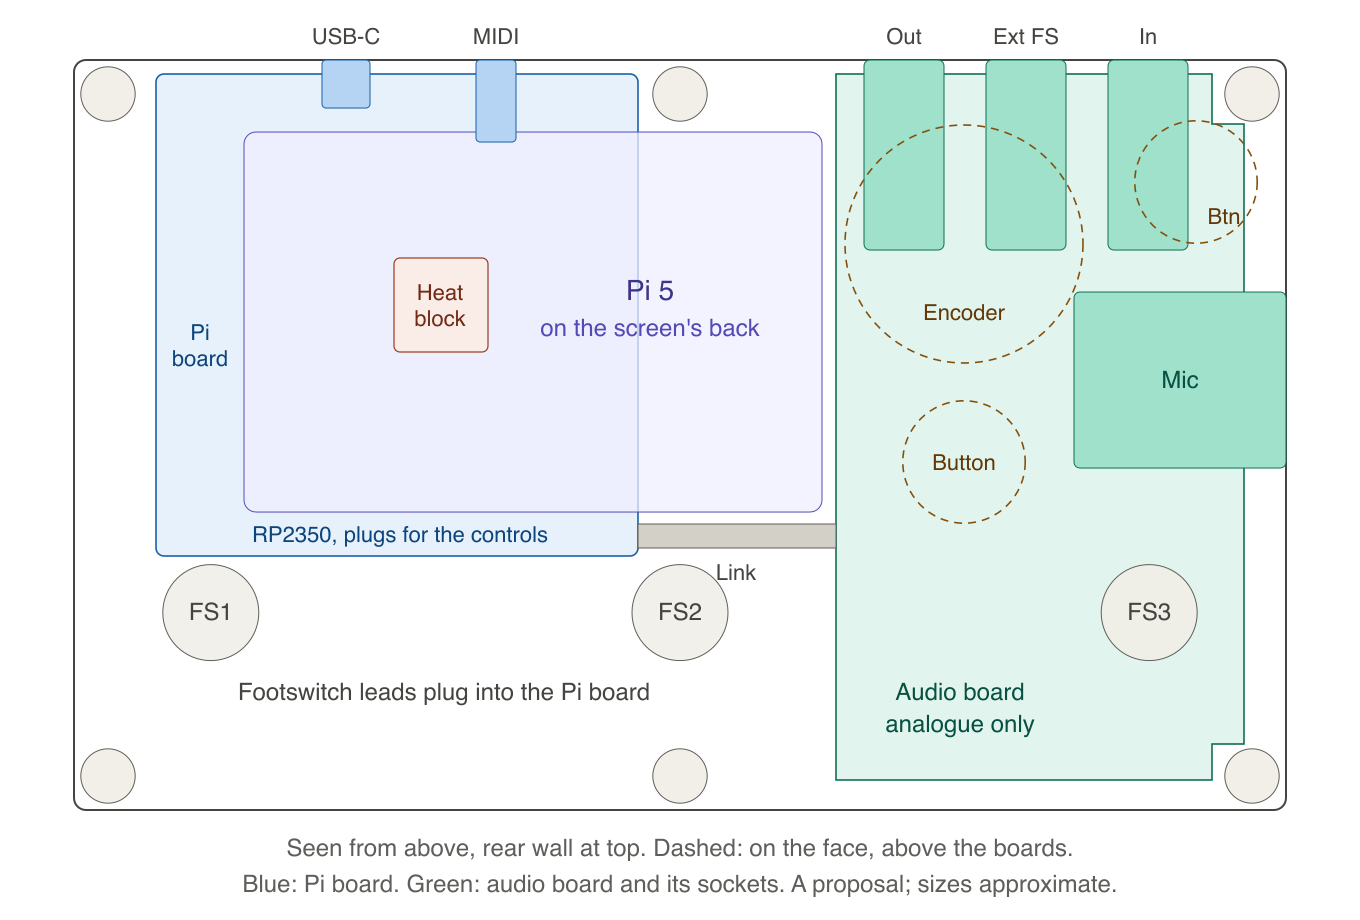 USB-C
MIDI
Out
Ext FS
In
Btn
Heat
block
Pi 5
on the screen's back
Encoder
Pi
board
Mic
Button
RP2350, plugs for the controls
Link
FS1
FS2
FS3
Footswitch leads plug into the Pi board
Audio board
analogue only
Seen from above, rear wall at top. Dashed: on the face, above the boards.
Blue: Pi board. Green: audio board and its sockets. A proposal; sizes approximate.